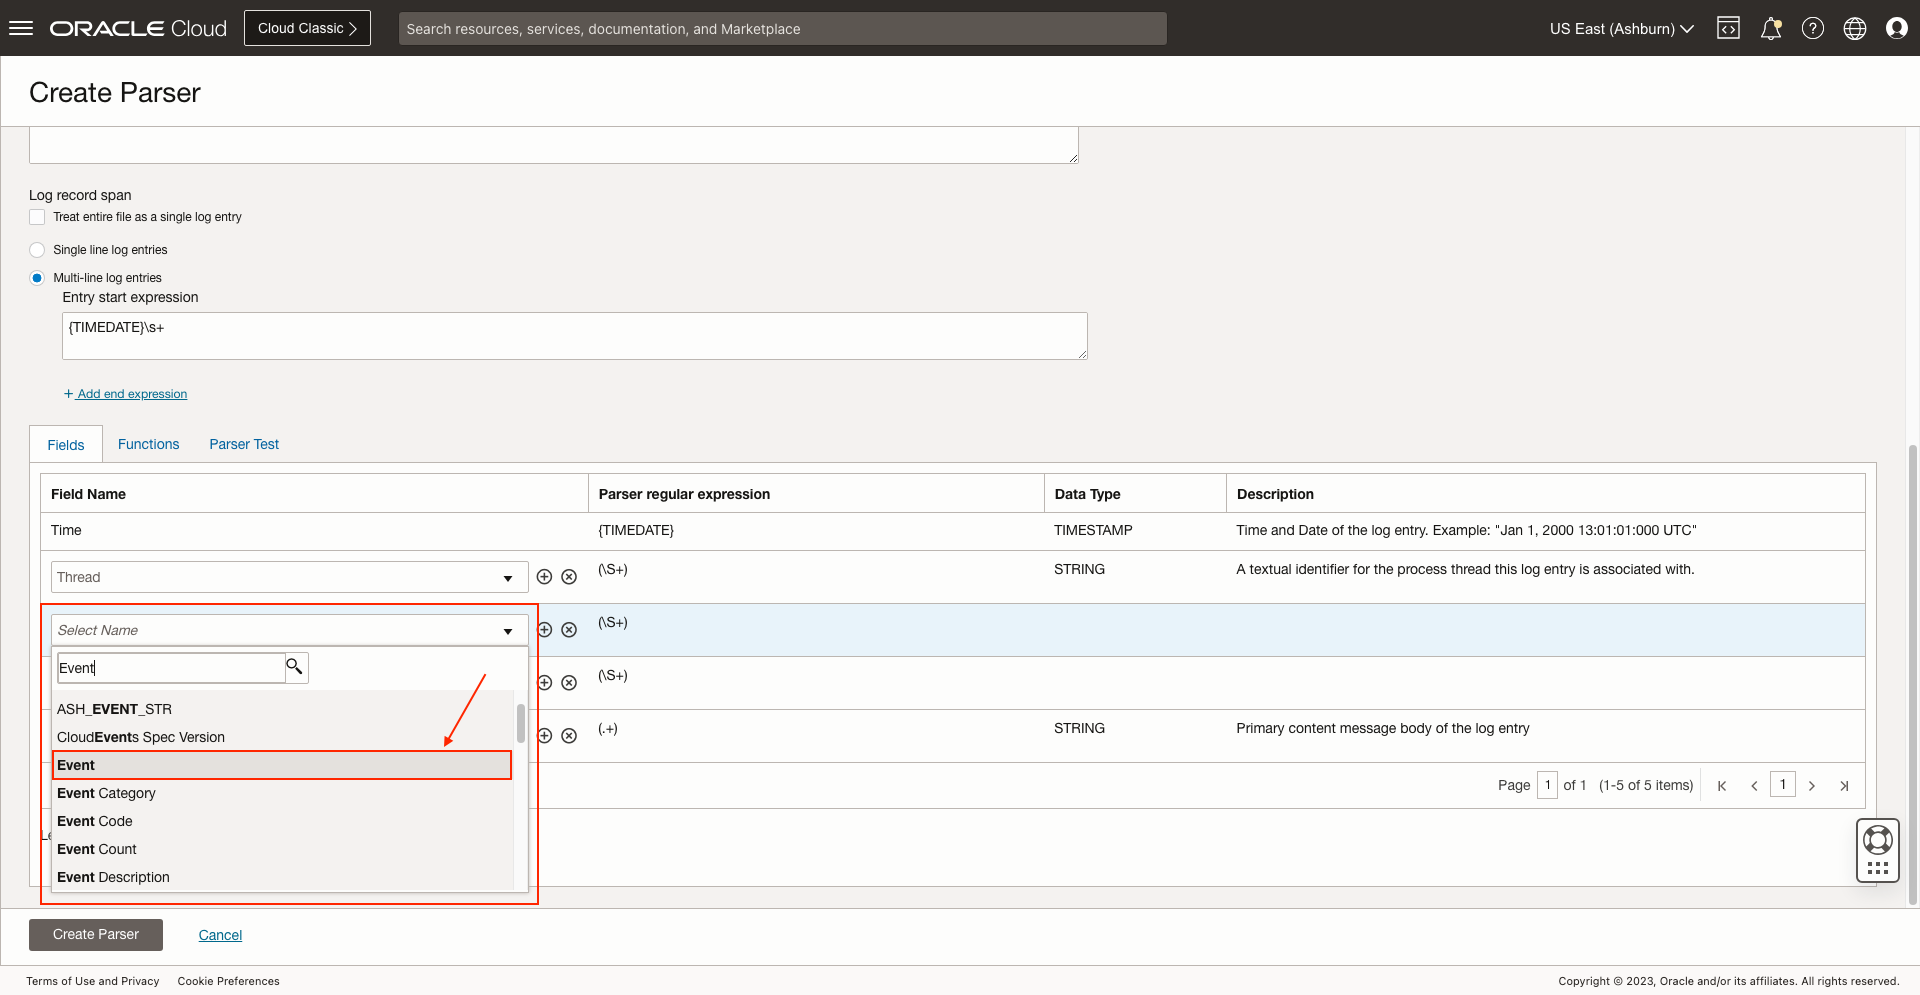 ORACLE Cloud
Cloud Classic
Search resources, services, documentation, and Marketplace
US East (Ashburn)
Create Parser
Log record span
Treat entire file as a single log entry
Single line log entries
Multi-line log entries
Entry start expression
{TIMEDATE}\s+
+ Add end expression
Fields Functions Parser Test
Field Name Parser regular expression Data Type Description
Time {TIMEDATE} TIMESTAMP Time and Date of the log entry. Example: "Jan 1, 2000 13:01:01:000 UTC"
Thread (\S+) STRING A textual identifier for the process thread this log entry is associated with.
Select Name (\S+)
Event
(\S+)
ASH_EVENT_STR
(.+) STRING Primary content message body of the log entry
CloudEvents Spec Version
Event
Page 1 of 1 (1-5 of 5 items) 1
Event Category
Event Code
Event Count
Event Description
Create Parser Cancel
Terms of Use and Privacy Cookie Preferences
Copyright © 2023, Oracle and/or its affiliates. All rights reserved.